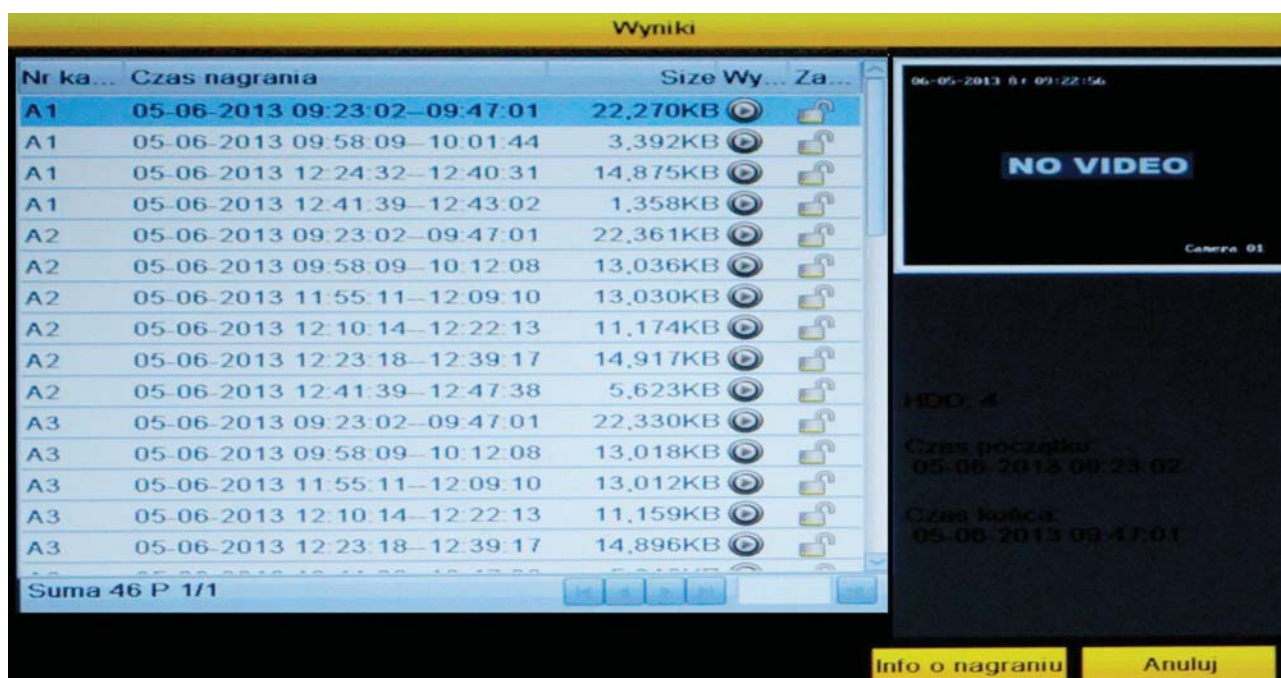 Wyniki
Nr ka... Czas nagrania Size Wy... Za...
A1 05-06-2013 09:23:02--09:47:01 22,270KB
A1 05-06-2013 09:58:09--10:01:44 3,392KB
A1 05-06-2013 12:24:32--12:40:31 14,875KB
A1 05-06-2013 12:41:39--12:43:02 1,358KB
A2 05-06-2013 09:23:02--09:47:01 22,361KB
A2 05-06-2013 09:58:09--10:12:08 13,036KB
A2 05-06-2013 11:55:11--12:09:10 13,030KB
A2 05-06-2013 12:10:14--12:22:13 11,174KB
A2 05-06-2013 12:23:18--12:39:17 14,917KB
A2 05-06-2013 12:41:39--12:47:38 5,623KB
A3 05-06-2013 09:23:02--09:47:01 22,330KB
A3 05-06-2013 09:58:09--10:12:08 13,018KB
A3 05-06-2013 11:55:11--12:09:10 13,012KB
A3 05-06-2013 12:10:14--12:22:13 11,159KB
A3 05-06-2013 12:23:18--12:39:17 14,896KB
Suma 46 P 1/1
06-05-2013 09:22:56
NO VIDEO
Camera 01
HDD: 4
Czas początku:
05-06-2013 09:23:02
Czas końca:
05-06-2013 09:47:01
Info o nagraniu
Anuluj